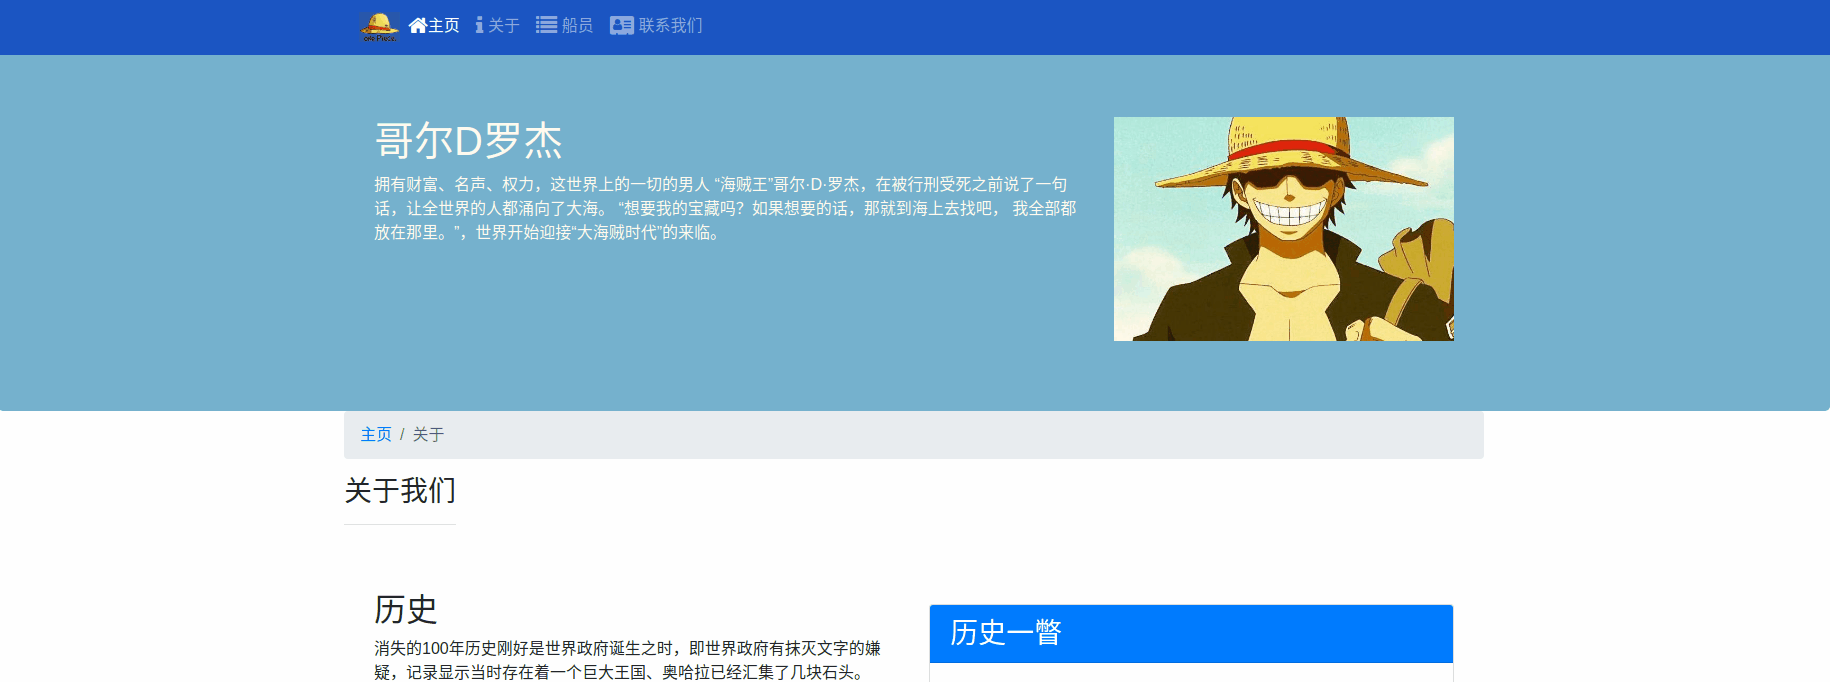 ONE PIECE 主页 关于 船员 联系我们
哥尔D罗杰
拥有财富、名声、权力，这世界上的一切的男人 “海贼王”哥尔·D·罗杰，在被行刑受死之前说了一句
话，让全世界的人都涌向了大海。 “想要我的宝藏吗？如果想要的话，那就到海上去找吧， 我全部都
放在那里。”，世界开始迎接“大海贼时代”的来临。
主页 / 关于
关于我们
历史
消失的100年历史刚好是世界政府诞生之时，即世界政府有抹灭文字的嫌
疑，记录显示当时存在着一个巨大王国、奥哈拉已经汇集了几块石头。
历史一瞥